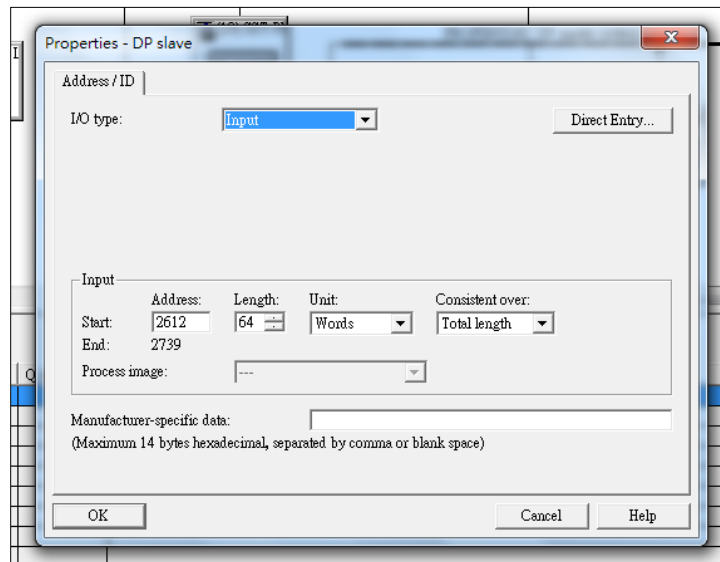 Properties - DP slave
Address / ID
I/O type:
Input
Direct Entry...
Input
Address: Length: Unit: Consistent over:
Start: 2612 64 Words Total length
End: 2739
Process image: ---
Manufacturer-specific data:
(Maximum 14 bytes hexadecimal, separated by comma or blank space)
OK Cancel Help